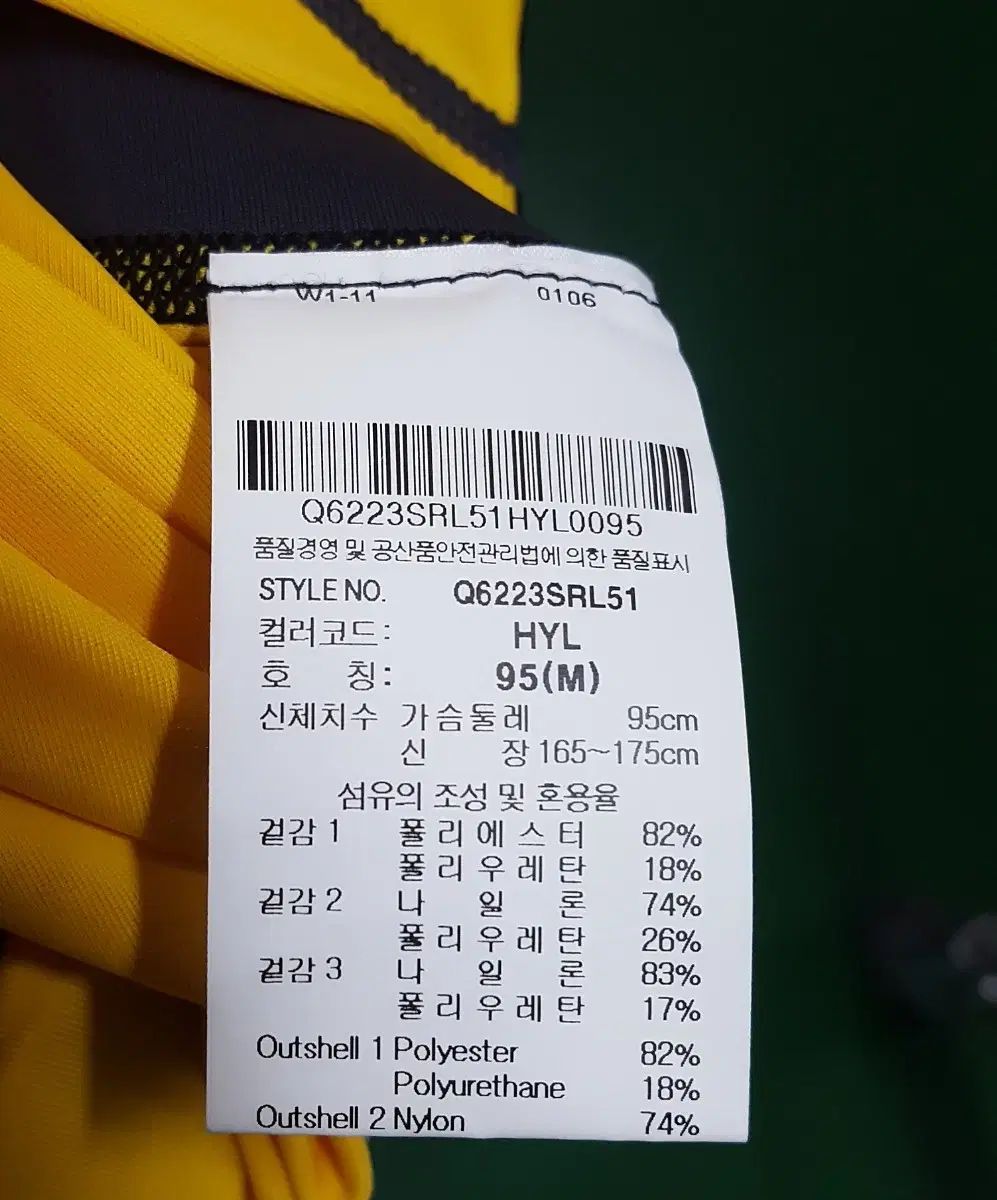 W1-11 0106
Q6223SRL51HYL0095
품질경영 및 공산품안전관리법에 의한 품질표시
STYLE NO. Q6223SRL51
컬러코드: HYL
호 칭: 95(M)
신체치수 가슴둘레 95cm
신 장 165~175cm
섬유의 조성 및 혼용율
겉감 1 폴리에스터 82%
폴리우레탄 18%
겉감 2 나일론 74%
폴리우레탄 26%
겉감 3 나일론 83%
폴리우레탄 17%
Outshell 1 Polyester 82%
Polyurethane 18%
Outshell 2 Nylon 74%